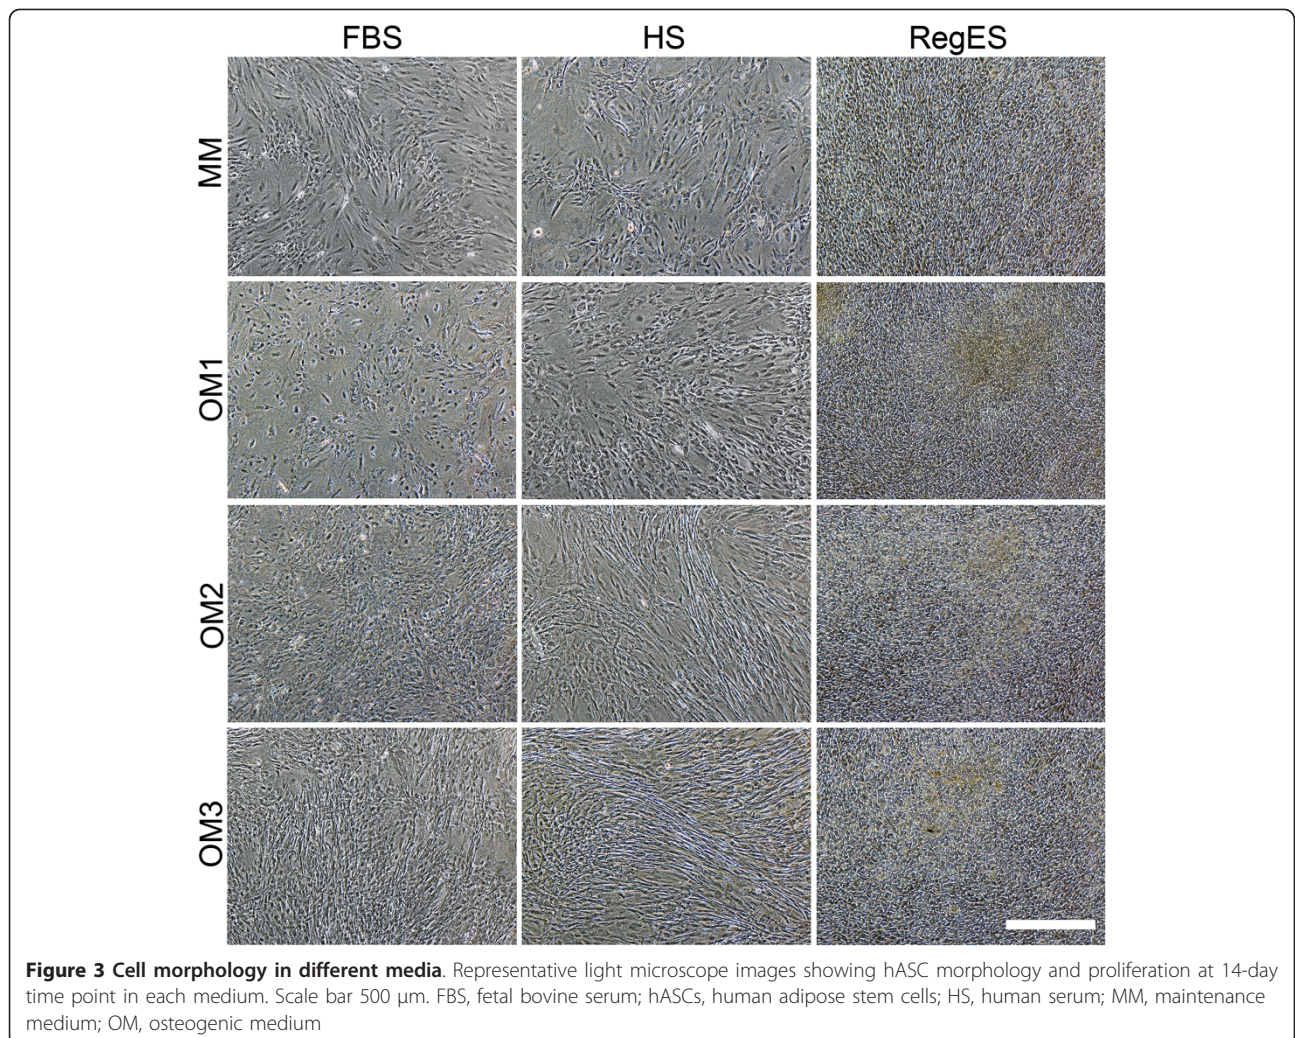 FBS HS RegES
MM
OM1
OM2
OM3
Figure 3 Cell morphology in different media. Representative light microscope images showing hASC morphology and proliferation at 14-day
time point in each medium. Scale bar 500 μm. FBS, fetal bovine serum; hASCs, human adipose stem cells; HS, human serum; MM, maintenance
medium; OM, osteogenic medium